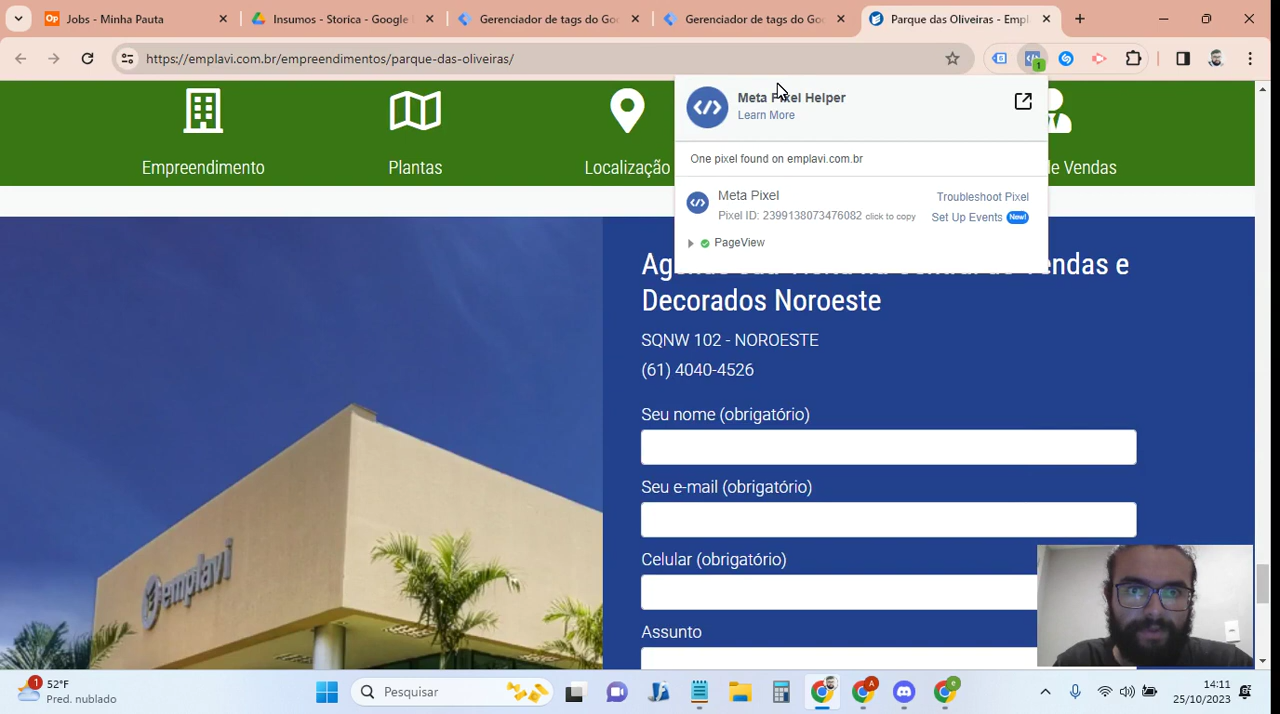 Jobs - Minha Pauta
Insumos - Storica - Google
Gerenciador de tags do Go
Gerenciador de tags do Go
Parque das Oliveiras - Empl
https://emplavi.com.br/empreendimentos/parque-das-oliveiras/
1
Empreendimento
Plantas
Localização
e Vendas
Meta Pixel Helper
Learn More
One pixel found on emplavi.com.br
Meta Pixel
Troubleshoot Pixel
Pixel ID: 2399138073476082 click to copy
Set Up Events New!
PageView
Decorados Noroeste
SQNW 102 - NOROESTE
(61) 4040-4526
Seu nome (obrigatório)
Seu e-mail (obrigatório)
Celular (obrigatório)
Assunto
emplavi
1
52°F
Pred. nublado
Pesquisar
14:11
25/10/2023